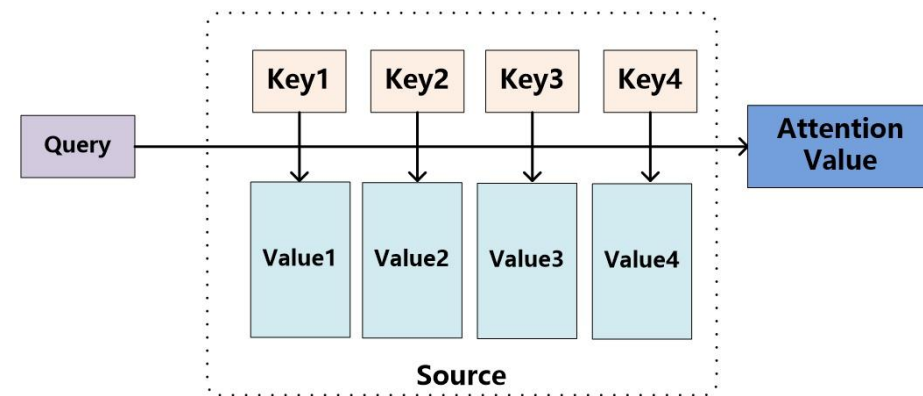 Key1 Key2 Key3 Key4
Query
Attention
Value
Value1 Value2 Value3 Value4
Source